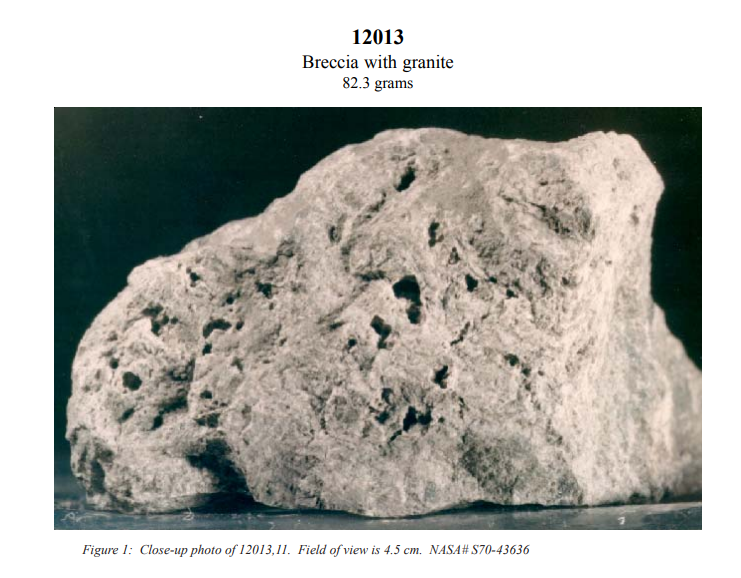 12013
Breccia with granite
82.3 grams
Figure 1: Close-up photo of 12013,11. Field of view is 4.5 cm. NASA# S70-43636